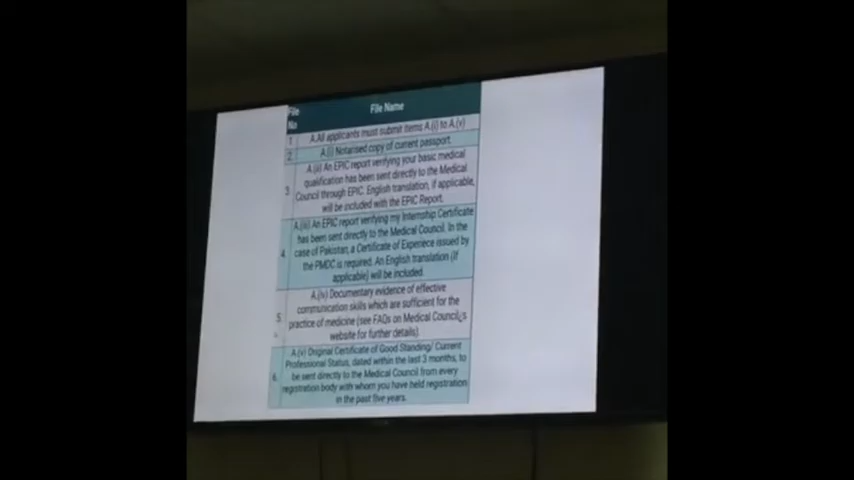 File No
File Name
1
A.All applicants must submit items A.(i) to A.(v)
2.
A.(i) Notarised copy of current passport.
3.
A.(ii) An EPIC report verifying your basic medical
qualification has been sent directly to the Medical
Council through EPIC. English translation, if applicable,
will be included with the EPIC Report.
4.
A.(iii) An EPIC report verifying my Internship Certificate
has been sent directly to the Medical Council. In the
case of Pakistan, a Certificate of Experiece issued by
the PMDC is required. An English translation (if
applicable) will be included.
5.
A.(iv) Documentary evidence of effective
communication skills which are sufficient for the
practice of medicine (see FAQs on Medical Council¿s
website for further details).
6.
A.(v) Original Certificate of Good Standing/ Current
Professional Status, dated within the last 3 months, to
be sent directly to the Medical Council from every
registration body with whom you have held registration
in the past five years.